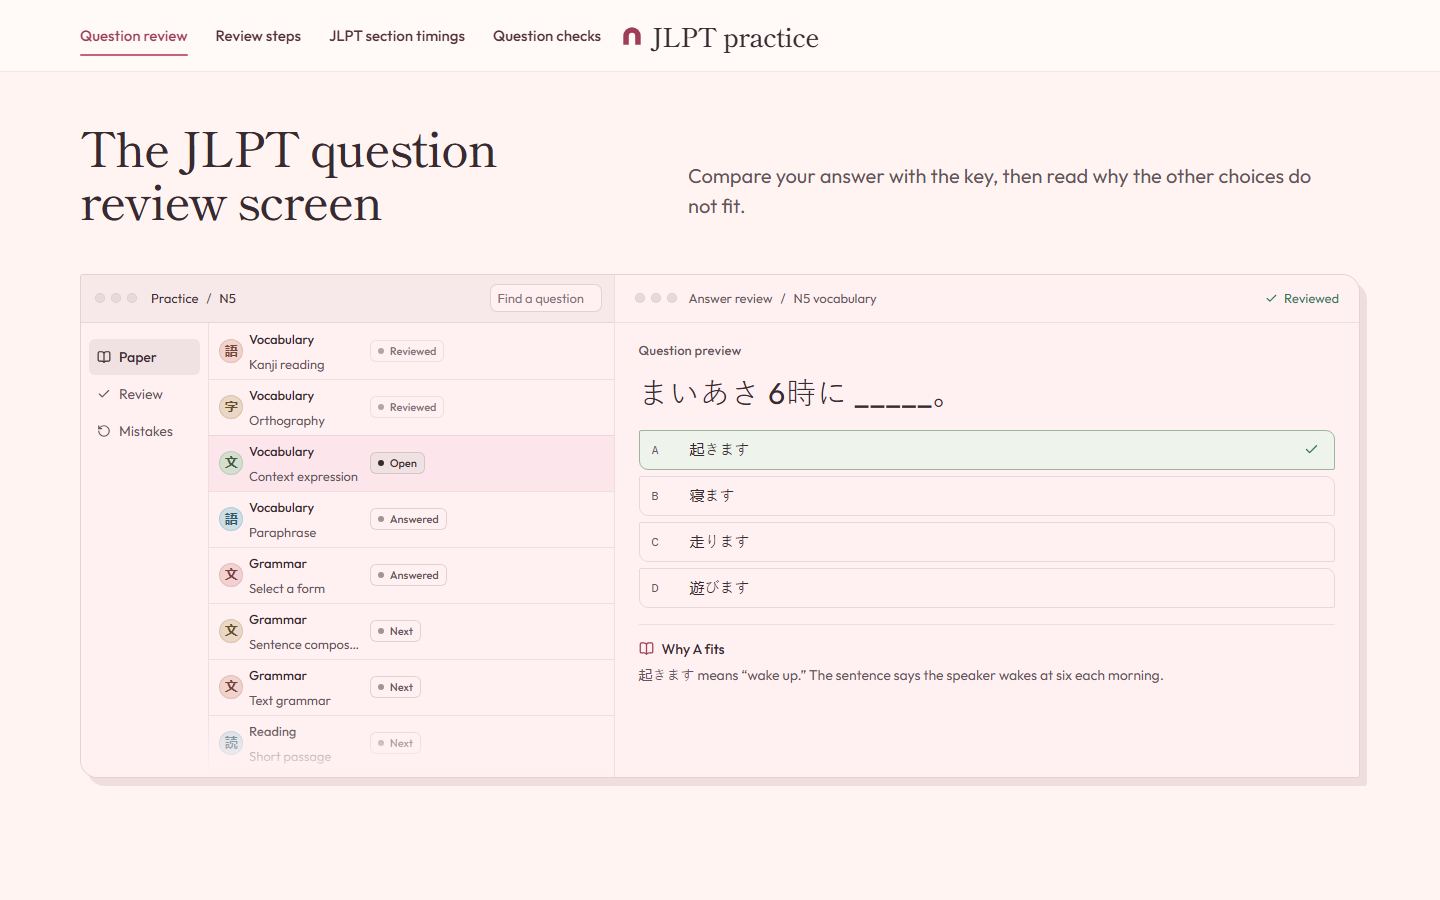 Question review
Review steps
JLPT section timings
Question checks
JLPT practice
The JLPT question
review screen
Compare your answer with the key, then read why the other choices do
not fit.
Practice / N5
Find a question
Paper
Review
Mistakes
語
Vocabulary
Kanji reading
Reviewed
字
Vocabulary
Orthography
Reviewed
文
Vocabulary
Context expression
Open
語
Vocabulary
Paraphrase
Answered
文
Grammar
Select a form
Answered
文
Grammar
Sentence compos...
Next
文
Grammar
Text grammar
Next
読
Reading
Short passage
Next
Answer review / N5 vocabulary
Reviewed
Question preview
まいあさ 6時に _____。
A 起きます
B 寝ます
C 走ります
D 遊びます
Why A fits
起きます means “wake up.” The sentence says the speaker wakes at six each morning.